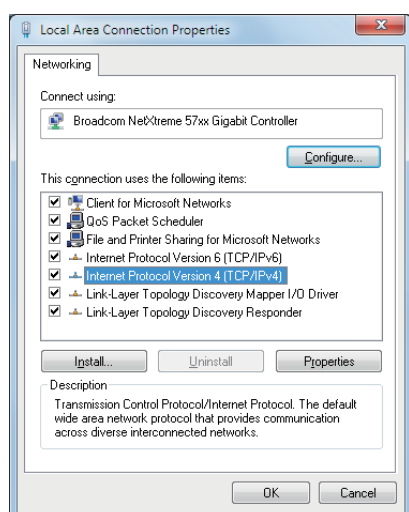 Local Area Connection Properties
Networking
Connect using:
Broadcom NetXtreme 57xx Gigabit Controller
Configure...
This connection uses the following items:
Client for Microsoft Networks
QoS Packet Scheduler
File and Printer Sharing for Microsoft Networks
Internet Protocol Version 6 (TCP/IPv6)
Internet Protocol Version 4 (TCP/IPv4)
Link-Layer Topology Discovery Mapper I/O Driver
Link-Layer Topology Discovery Responder
Install... Uninstall Properties
Description
Transmission Control Protocol/Internet Protocol. The default
wide area network protocol that provides communication
across diverse interconnected networks.
OK Cancel